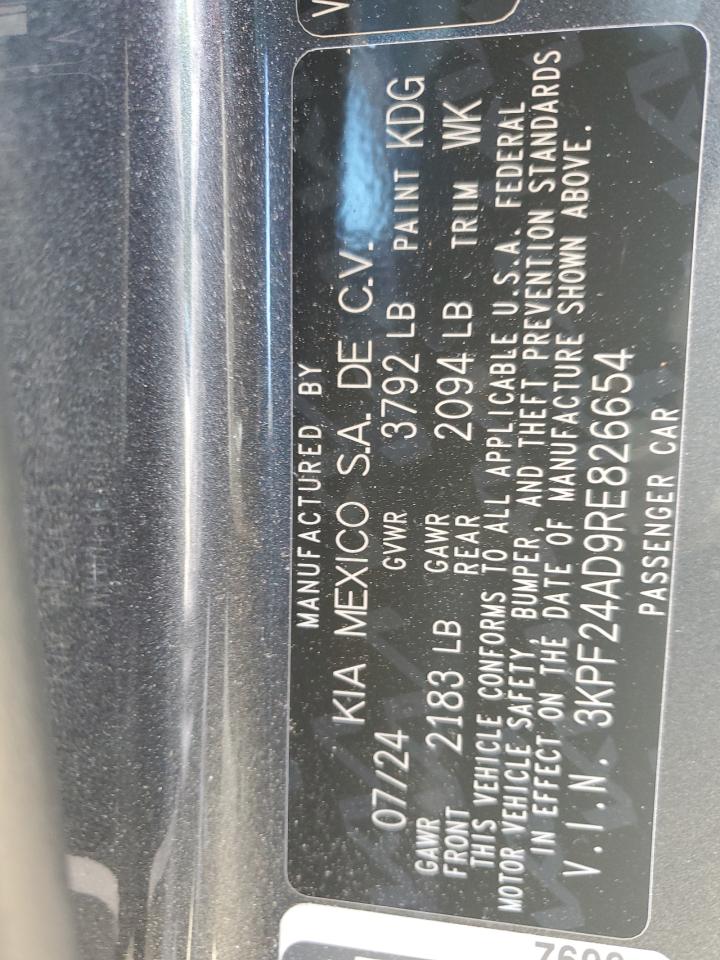 MANUFACTURED BY
KIA MEXICO S.A. DE C.V.
07/24 GVWR 3792 LB PAINT KDG
GAWR FRONT 2183 LB GAWR REAR 2094 LB TRIM WK
THIS VEHICLE CONFORMS TO ALL APPLICABLE U.S.A. FEDERAL
MOTOR VEHICLE SAFETY, BUMPER, AND THEFT PREVENTION STANDARDS
IN EFFECT ON THE DATE OF MANUFACTURE SHOWN ABOVE.
V.I.N. 3KPF24AD9RE826654
PASSENGER CAR